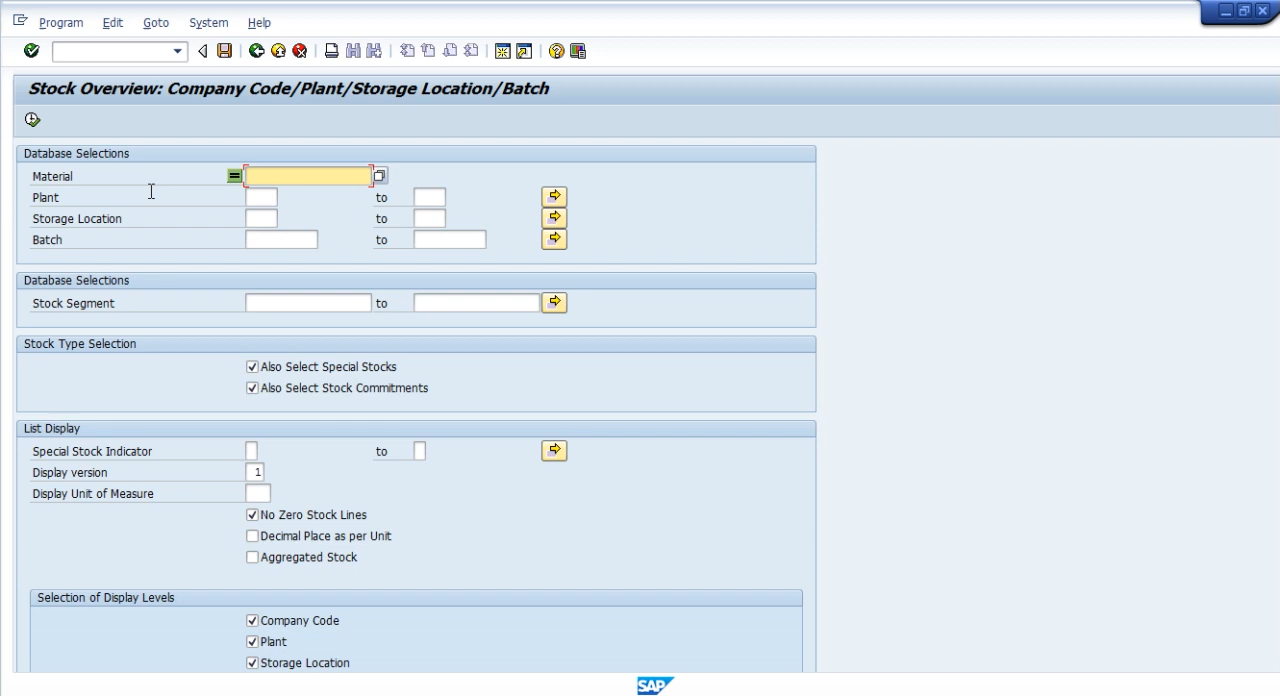 Program Edit Goto System Help
Stock Overview: Company Code/Plant/Storage Location/Batch
Database Selections
Material
Plant to
Storage Location to
Batch to
Database Selections
Stock Segment to
Stock Type Selection
Also Select Special Stocks
Also Select Stock Commitments
List Display
Special Stock Indicator to
Display version 1
Display Unit of Measure
No Zero Stock Lines
Decimal Place as per Unit
Aggregated Stock
Selection of Display Levels
Company Code
Plant
Storage Location
SAP